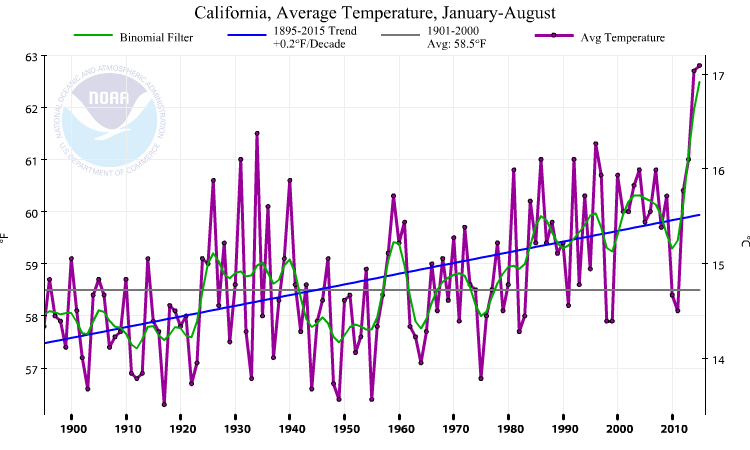 California, Average Temperature, January-August
Binomial Filter
1895-2015 Trend
+0.2°F/Decade
1901-2000
Avg: 58.5°F
Avg Temperature
63
62
61
60
59
58
57
°F
17
16
15
14
°C
1900
1910
1920
1930
1940
1950
1960
1970
1980
1990
2000
2010
NATIONAL OCEANIC AND ATMOSPHERIC ADMINISTRATION
NOAA
U.S. DEPARTMENT OF COMMERCE